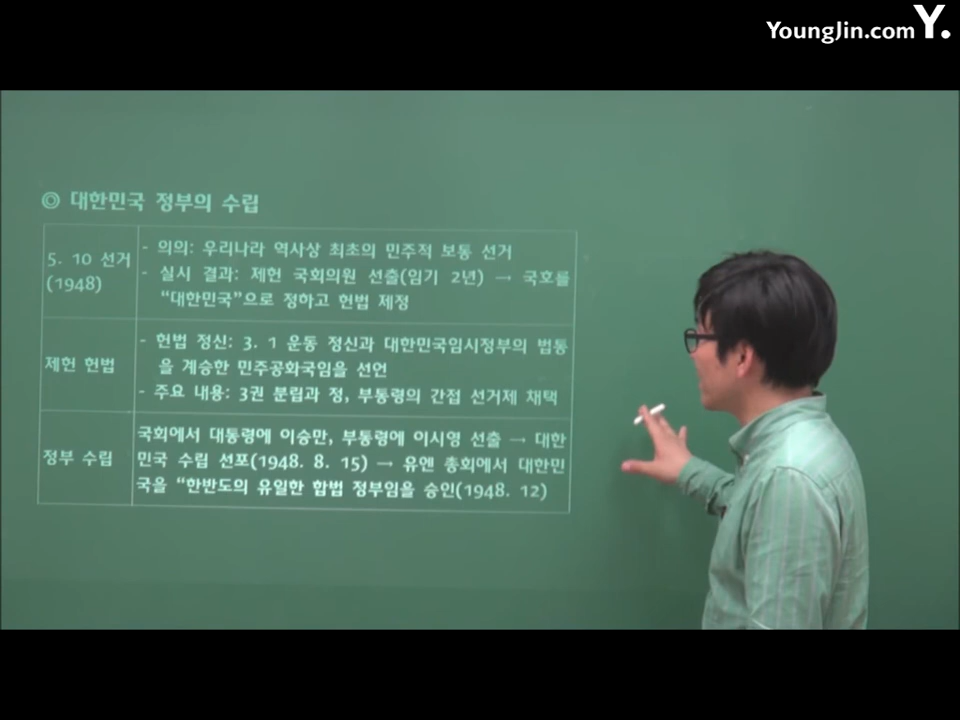 YoungJin.com Y.
◎ 대한민국 정부의 수립
5. 10 선거
(1948)
- 의의: 우리나라 역사상 최초의 민주적 보통 선거
- 실시 결과: 제헌 국회의원 선출(임기 2년) → 국호를
“대한민국”으로 정하고 헌법 제정
제헌 헌법
- 헌법 정신: 3. 1 운동 정신과 대한민국임시정부의 법통
을 계승한 민주공화국임을 선언
- 주요 내용: 3권 분립과 정, 부통령의 간접 선거제 채택
정부 수립
국회에서 대통령에 이승만, 부통령에 이시영 선출 → 대한
민국 수립 선포(1948. 8. 15) → 유엔 총회에서 대한민
국을 “한반도의 유일한 합법 정부임을 승인(1948. 12)